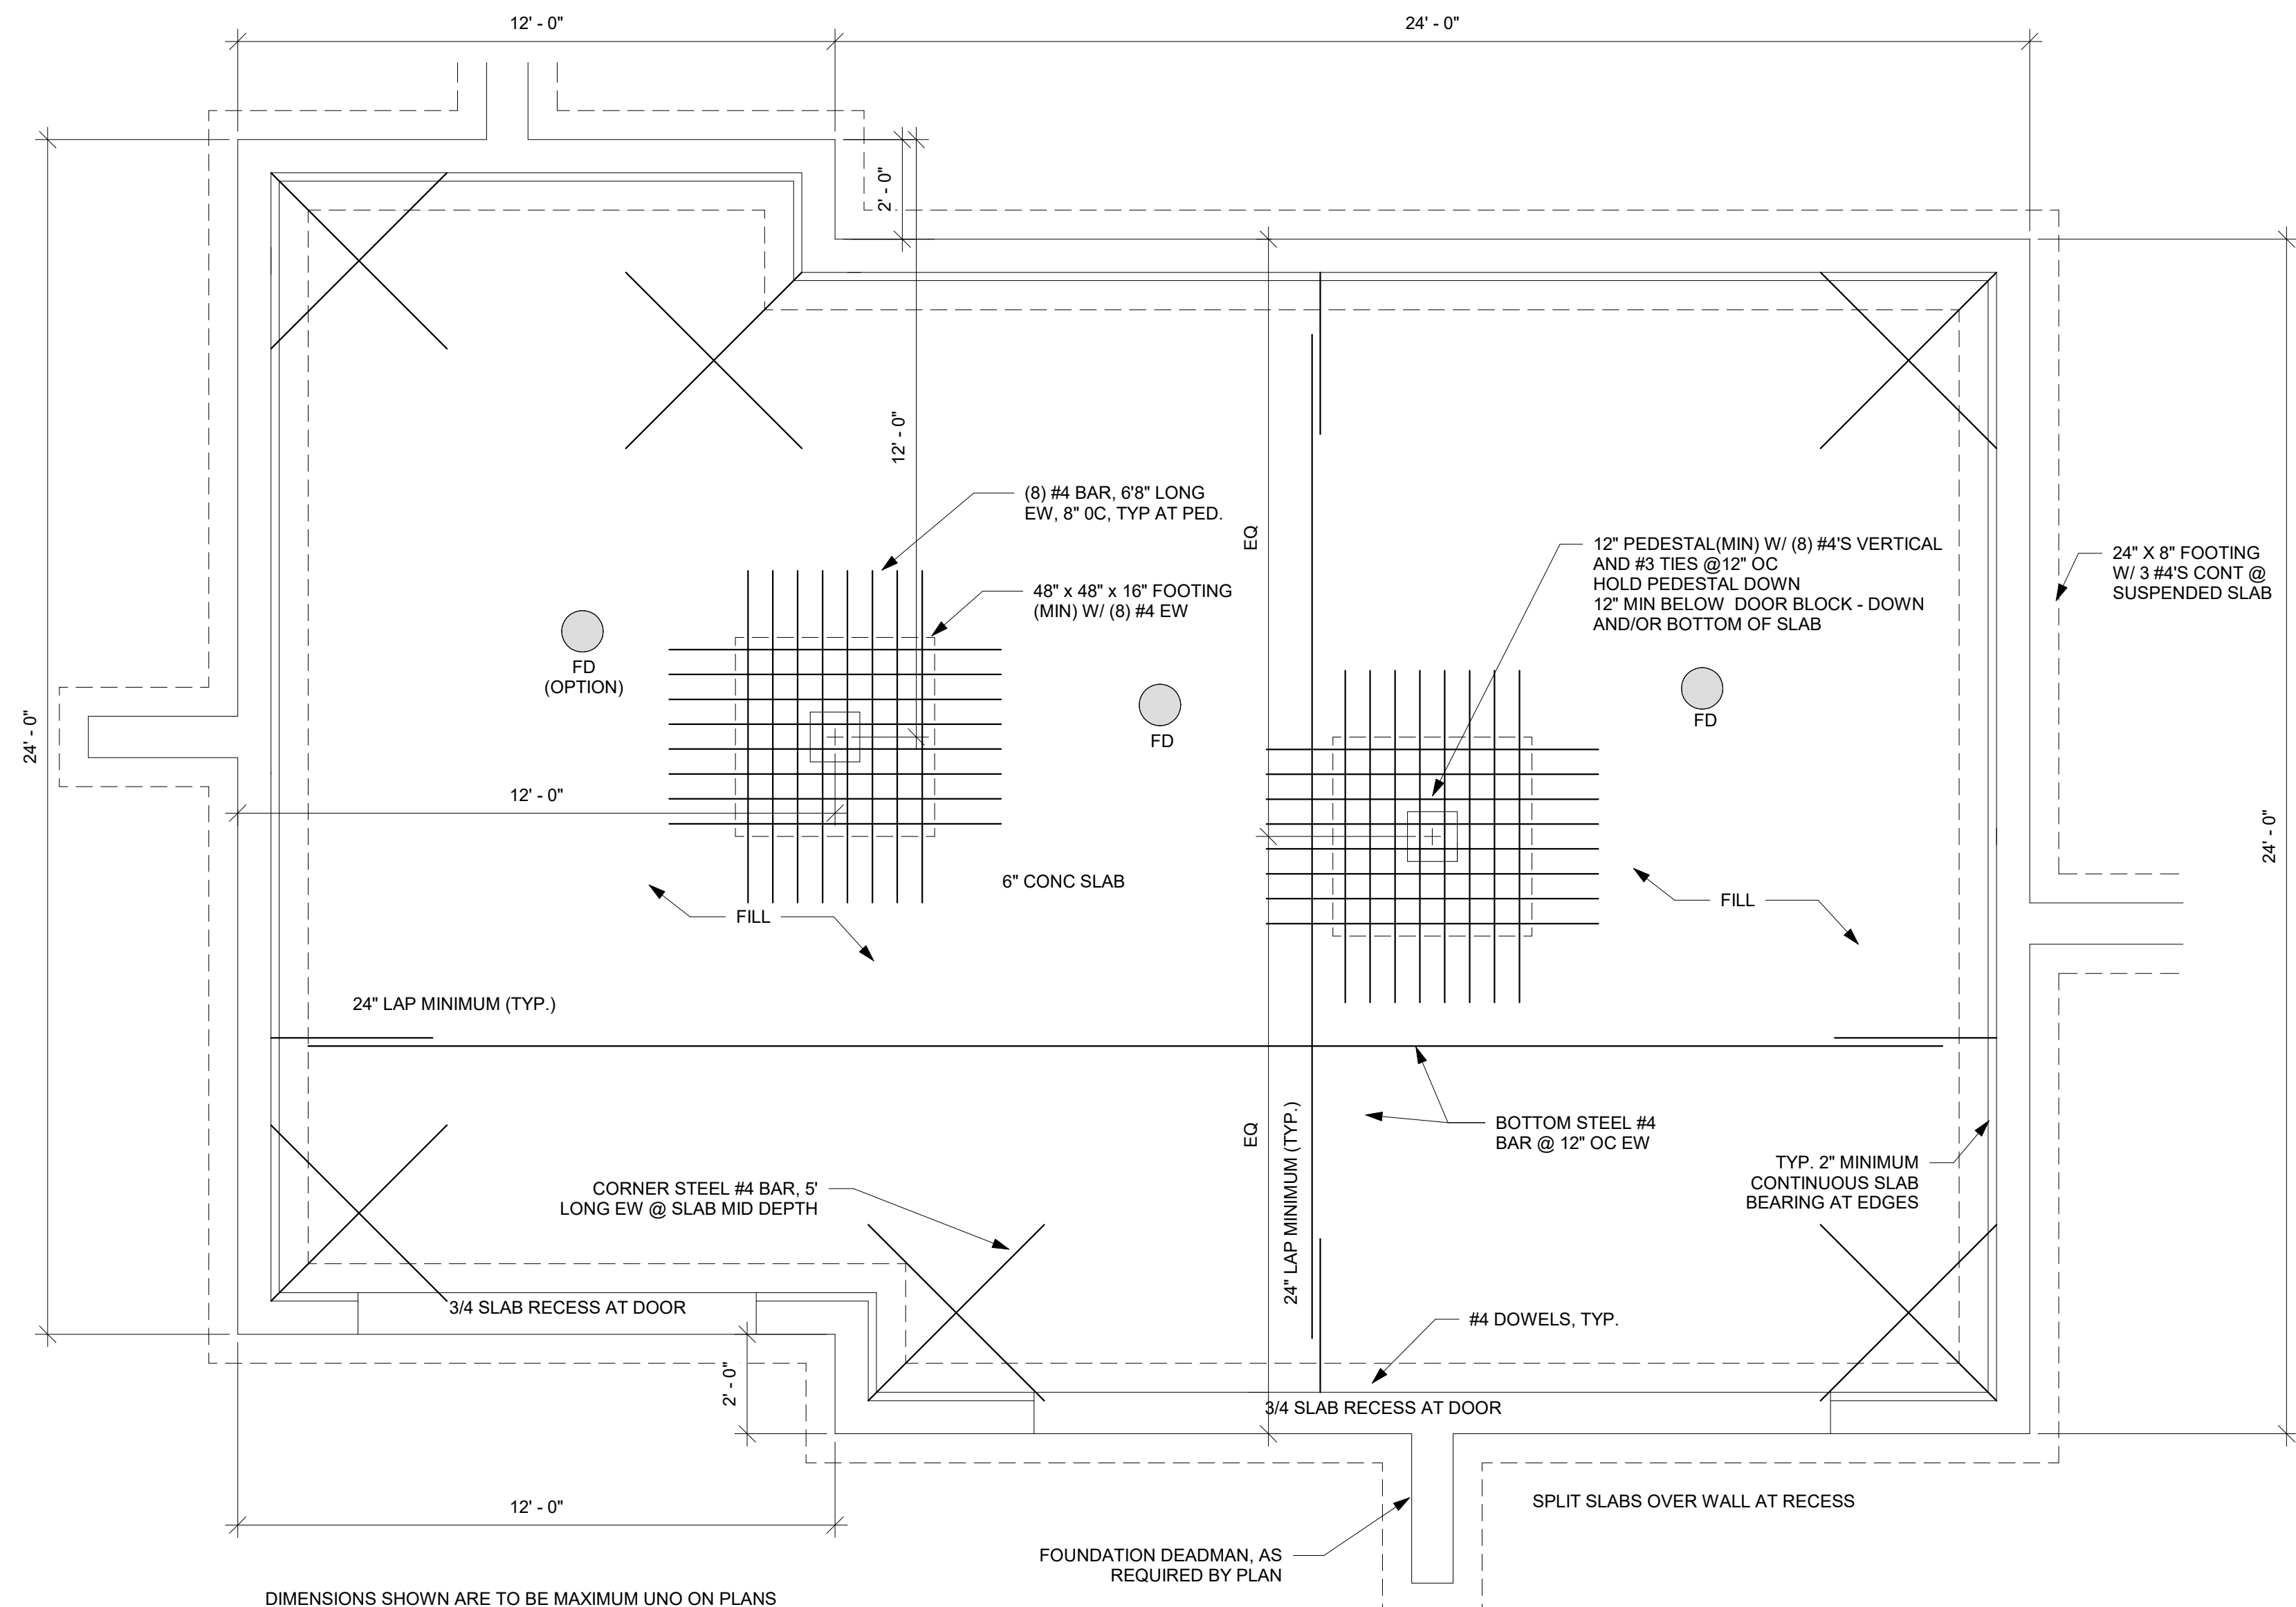 12' - 0"
24' - 0"
2' - 0"
12' - 0"
(8) #4 BAR, 6'8" LONG
EW, 8" 0C, TYP AT PED.
EQ
12" PEDESTAL(MIN) W/ (8) #4'S VERTICAL
AND #3 TIES @12" OC
HOLD PEDESTAL DOWN
12" MIN BELOW DOOR BLOCK - DOWN
AND/OR BOTTOM OF SLAB
24" X 8" FOOTING
W/ 3 #4'S CONT @
SUSPENDED SLAB
48" x 48" x 16" FOOTING
(MIN) W/ (8) #4 EW
FD
(OPTION)
FD
FD
24' - 0"
12' - 0"
24' - 0"
6" CONC SLAB
FILL
FILL
24" LAP MINIMUM (TYP.)
EQ
24" LAP MINIMUM (TYP.)
BOTTOM STEEL #4
BAR @ 12" OC EW
TYP. 2" MINIMUM
CONTINUOUS SLAB
BEARING AT EDGES
CORNER STEEL #4 BAR, 5'
LONG EW @ SLAB MID DEPTH
3/4 SLAB RECESS AT DOOR
#4 DOWELS, TYP.
2' - 0"
3/4 SLAB RECESS AT DOOR
12' - 0"
SPLIT SLABS OVER WALL AT RECESS
FOUNDATION DEADMAN, AS
REQUIRED BY PLAN
DIMENSIONS SHOWN ARE TO BE MAXIMUM UNO ON PLANS